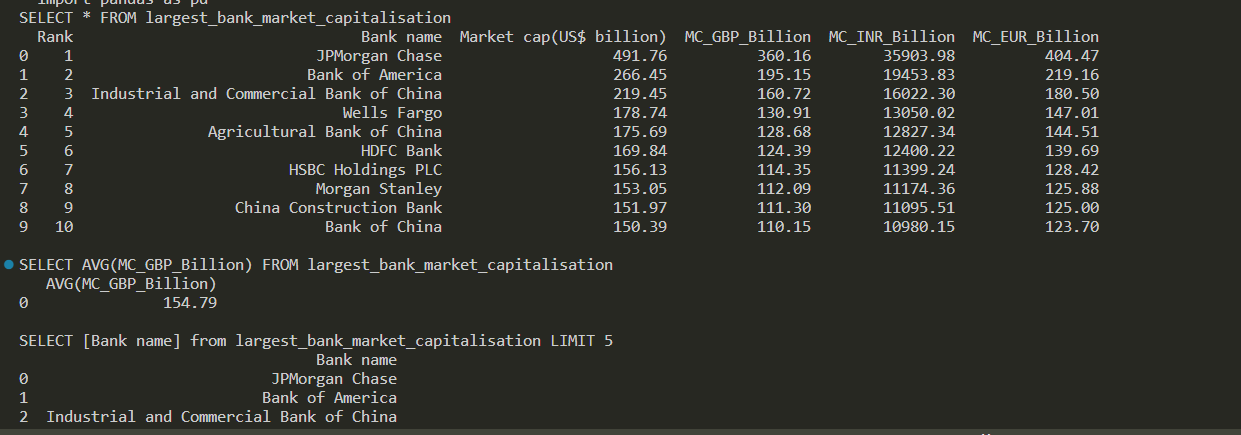 import pandas as pd
SELECT * FROM largest_bank_market_capitalisation
Rank Bank name Market cap(US$ billion) MC_GBP_Billion MC_INR_Billion MC_EUR_Billion
0 1 JPMorgan Chase 491.76 360.16 35903.98 404.47
1 2 Bank of America 266.45 195.15 19453.83 219.16
2 3 Industrial and Commercial Bank of China 219.45 160.72 16022.30 180.50
3 4 Wells Fargo 178.74 130.91 13050.02 147.01
4 5 Agricultural Bank of China 175.69 128.68 12827.34 144.51
5 6 HDFC Bank 169.84 124.39 12400.22 139.69
6 7 HSBC Holdings PLC 156.13 114.35 11399.24 128.42
7 8 Morgan Stanley 153.05 112.09 11174.36 125.88
8 9 China Construction Bank 151.97 111.30 11095.51 125.00
9 10 Bank of China 150.39 110.15 10980.15 123.70
SELECT AVG(MC_GBP_Billion) FROM largest_bank_market_capitalisation
AVG(MC_GBP_Billion)
0 154.79
SELECT [Bank name] from largest_bank_market_capitalisation LIMIT 5
Bank name
0 JPMorgan Chase
1 Bank of America
2 Industrial and Commercial Bank of China